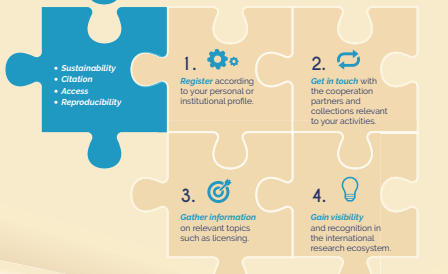 • Sustainability
• Citation
• Access
• Reproducibility
1.
Register according
to your personal or
institutional profile.
2.
Get in touch with
the cooperation
partners and
collections relevant
to your activities.
3.
Gather information
on relevant topics
such as licensing.
4.
Gain visibility
and recognition in
the international
research ecosystem.